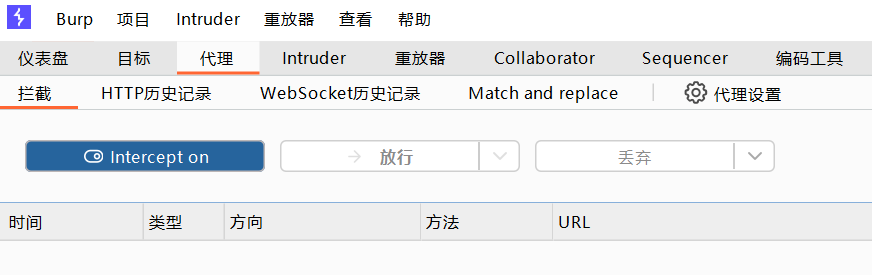 Burp 项目 Intruder 重放器 查看 帮助
仪表盘 目标 代理 Intruder 重放器 Collaborator Sequencer 编码工具
拦截 HTTP历史记录 WebSocket历史记录 Match and replace 代理设置
Intercept on 放行 丢弃
时间 类型 方向 方法 URL